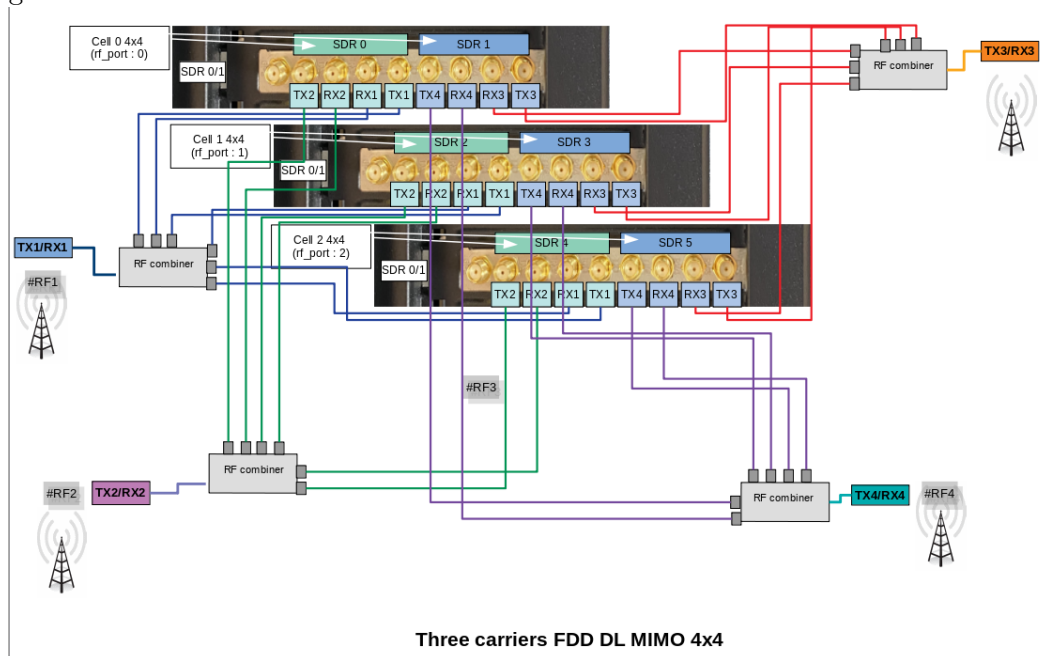 Cell 0 4x4
(rf_port : 0)
SDR 0
SDR 1
SDR 0/1
TX2 RX2 RX1 TX1 TX4 RX4 RX3 TX3
RF combiner
TX3/RX3
Cell 1 4x4
(rf_port : 1)
SDR 2
SDR 3
SDR 0/1
TX2 RX2 RX1 TX1 TX4 RX4 RX3 TX3
Cell 2 4x4
(rf_port : 2)
SDR 4
SDR 5
SDR 0/1
TX2 RX2 RX1 TX1 TX4 RX4 RX3 TX3
TX1/RX1
RF combiner
#RF1
#RF3
RF combiner
#RF2
TX2/RX2
RF combiner
TX4/RX4
#RF4
Three carriers FDD DL MIMO 4x4